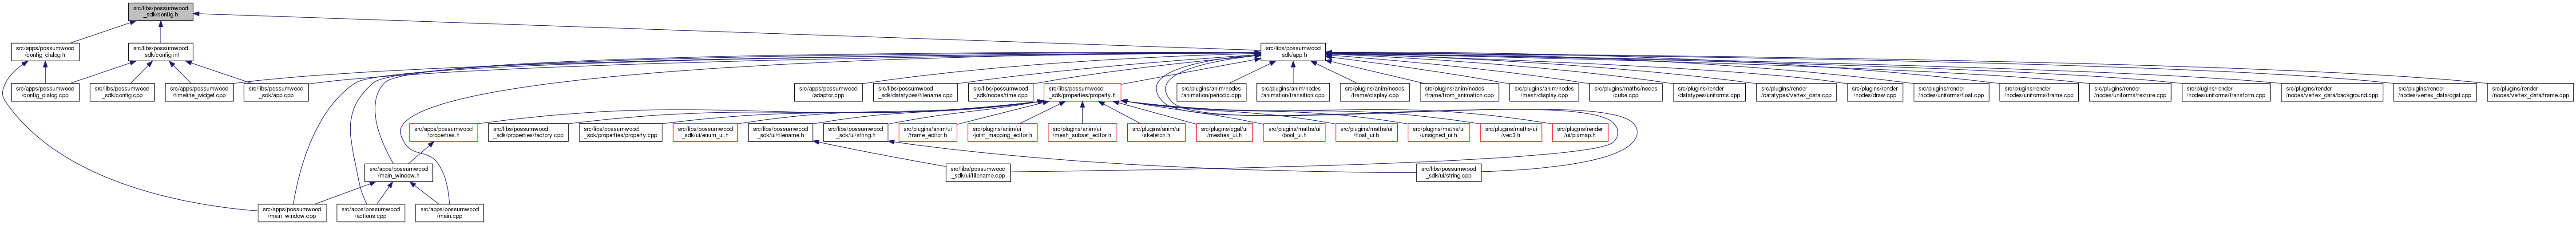 src/libs/possumwood
_sdk/config.h
src/apps/possumwood
/config_dialog.h
src/libs/possumwood
_sdk/config.inl
src/libs/possumwood
_sdk/app.h
src/apps/possumwood
/config_dialog.cpp
src/libs/possumwood
_sdk/config.cpp
src/apps/possumwood
/timeline_widget.cpp
src/libs/possumwood
_sdk/app.cpp
src/apps/possumwood
/adaptor.cpp
src/libs/possumwood
_sdk/datatypes/filename.cpp
src/libs/possumwood
_sdk/nodes/time.cpp
src/libs/possumwood
_sdk/properties/property.h
src/plugins/anim/nodes
/animation/periodic.cpp
src/plugins/anim/nodes
/animation/transition.cpp
src/plugins/anim/nodes
/frame/display.cpp
src/plugins/anim/nodes
/frame/from_animation.cpp
src/plugins/anim/nodes
/mesh/display.cpp
src/plugins/maths/nodes
/cube.cpp
src/plugins/render
/datatypes/uniforms.cpp
src/plugins/render
/datatypes/vertex_data.cpp
src/plugins/render
/nodes/draw.cpp
src/plugins/render
/nodes/uniforms/float.cpp
src/plugins/render
/nodes/uniforms/frame.cpp
src/plugins/render
/nodes/uniforms/texture.cpp
src/plugins/render
/nodes/uniforms/transform.cpp
src/plugins/render
/nodes/vertex_data/background.cpp
src/plugins/render
/nodes/vertex_data/cgal.cpp
src/plugins/render
/nodes/vertex_data/frame.cpp
src/apps/possumwood
/properties.h
src/libs/possumwood
_sdk/properties/factory.cpp
src/libs/possumwood
_sdk/properties/property.cpp
src/libs/possumwood
_sdk/ui/enum_ui.h
src/libs/possumwood
_sdk/ui/filename.h
src/libs/possumwood
_sdk/ui/string.h
src/plugins/anim/ui
/frame_editor.h
src/plugins/anim/ui
/joint_mapping_editor.h
src/plugins/anim/ui
/mesh_subset_editor.h
src/plugins/anim/ui
/skeleton.h
src/plugins/cgal/ui
/meshes_ui.h
src/plugins/maths/ui
/bool_ui.h
src/plugins/maths/ui
/float_ui.h
src/plugins/maths/ui
/unsigned_ui.h
src/plugins/maths/ui
/vec3.h
src/plugins/render
/ui/pixmap.h
src/apps/possumwood
/main_window.h
src/libs/possumwood
_sdk/ui/filename.cpp
src/libs/possumwood
_sdk/ui/string.cpp
src/apps/possumwood
/main_window.cpp
src/apps/possumwood
/actions.cpp
src/apps/possumwood
/main.cpp